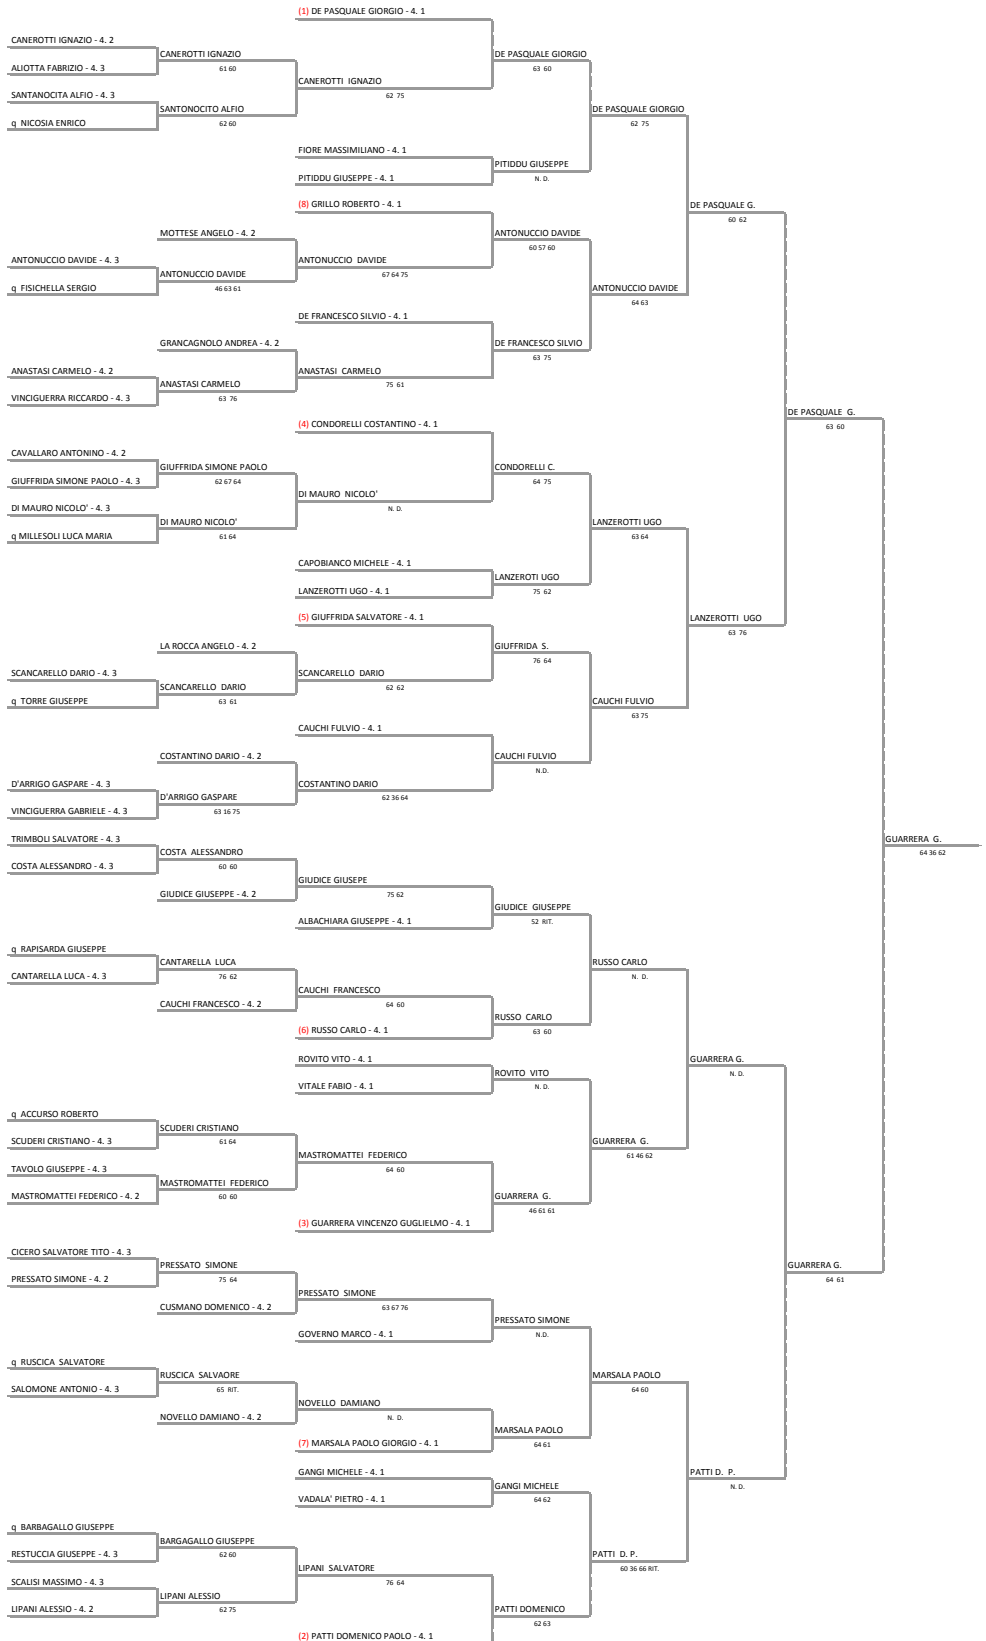 (1) DE PASQUALE GIORGIO - 4. 1
CANEROTTI IGNAZIO - 4. 2
CANEROTTI IGNAZIO
DE PASQUALE GIORGIO
ALIOTTA FABRIZIO - 4. 3
61 60
63 60
CANEROTTI IGNAZIO
SANTANOCITA ALFIO - 4. 3
62 75
SANTONOCITO ALFIO
DE PASQUALE GIORGIO
q NICOSIA ENRICO
62 60
62 75
FIORE MASSIMILIANO - 4. 1
PITIDDU GIUSEPPE
PITIDDU GIUSEPPE - 4. 1
N. D.
(8) GRILLO ROBERTO - 4. 1
DE PASQUALE G.
60 62
MOTTESE ANGELO - 4. 2
ANTONUCCIO DAVIDE
60 57 60
ANTONUCCIO DAVIDE - 4. 3
ANTONUCCIO DAVIDE
ANTONUCCIO DAVIDE
67 64 75
q FISICHELLA SERGIO
46 63 61
ANTONUCCIO DAVIDE
64 63
DE FRANCESCO SILVIO - 4. 1
GRANCAGNOLO ANDREA - 4. 2
DE FRANCESCO SILVIO
63 75
ANASTASI CARMELO - 4. 2
ANASTASI CARMELO
ANASTASI CARMELO
75 61
VINCIGUERRA RICCARDO - 4. 3
63 76
DE PASQUALE G.
63 60
(4) CONDORELLI COSTANTINO - 4. 1
CAVALLARO ANTONINO - 4. 2
GIUFFRIDA SIMONE PAOLO
CONDORELLI C.
GIUFFRIDA SIMONE PAOLO - 4. 3
62 67 64
64 75
DI MAURO NICOLO'
DI MAURO NICOLO' - 4. 3
N. D.
DI MAURO NICOLO'
LANZEROTTI UGO
q MILLESOLI LUCA MARIA
61 64
63 64
CAPOBIANCO MICHELE - 4. 1
LANZEROTI UGO
LANZEROTTI UGO - 4. 1
75 62
(5) GIUFFRIDA SALVATORE - 4. 1
LANZEROTTI UGO
63 76
LA ROCCA ANGELO - 4. 2
GIUFFRIDA S.
76 64
SCANCARELLO DARIO - 4. 3
SCANCARELLO DARIO
SCANCARELLO DARIO
62 62
q TORRE GIUSEPPE
63 61
CAUCHI FULVIO
63 75
CAUCHI FULVIO - 4. 1
COSTANTINO DARIO - 4. 2
CAUCHI FULVIO
N.D.
D'ARRIGO GASPARE - 4. 3
COSTANTINO DARIO
D'ARRIGO GASPARE
62 36 64
VINCIGUERRA GABRIELE - 4. 3
63 16 75
TRIMBOLI SALVATORE - 4. 3
GUARRERA G.
64 36 62
COSTA ALESSANDRO
COSTA ALESSANDRO - 4. 3
60 60
GIUDICE GIUSEPE
GIUDICE GIUSEPPE - 4. 2
75 62
GIUDICE GIUSEPPE
ALBACHIARA GIUSEPPE - 4. 1
52 RIT.
q RAPISARDA GIUSEPPE
CANTARELLA LUCA
RUSSO CARLO
CANTARELLA LUCA - 4. 3
76 62
N. D.
CAUCHI FRANCESCO
CAUCHI FRANCESCO - 4. 2
64 60
RUSSO CARLO
(6) RUSSO CARLO - 4. 1
63 60
ROVITO VITO - 4. 1
GUARRERA G.
N. D.
ROVITO VITO
VITALE FABIO - 4. 1
N. D.
q ACCURSO ROBERTO
SCUDERI CRISTIANO
SCUDERI CRISTIANO - 4. 3
61 64
GUARRERA G.
61 46 62
MASTROMATTEI FEDERICO
TAVOLO GIUSEPPE - 4. 3
64 60
MASTROMATTEI FEDERICO
MASTROMATTEI FEDERICO - 4. 2
60 60
GUARRERA G.
46 61 61
(3) GUARRERA VINCENZO GUGLIELMO - 4. 1
CICERO SALVATORE TITO - 4. 3
PRESSATO SIMONE
GUARRERA G.
PRESSATO SIMONE - 4. 2
75 64
64 61
PRESSATO SIMONE
CUSMANO DOMENICO - 4. 2
63 67 76
PRESSATO SIMONE
GOVERNO MARCO - 4. 1
N.D.
q RUSCICA SALVATORE
RUSCICA SALVAORE
MARSALA PAOLO
SALOMONE ANTONIO - 4. 3
65 RIT.
64 60
NOVELLO DAMIANO
NOVELLO DAMIANO - 4. 2
N. D.
MARSALA PAOLO
(7) MARSALA PAOLO GIORGIO - 4. 1
64 61
GANGI MICHELE - 4. 1
PATTI D. P.
N. D.
GANGI MICHELE
VADALA' PIETRO - 4. 1
64 62
q BARBAGALLO GIUSEPPE
BARGAGALLO GIUSEPPE
RESTUCCIA GIUSEPPE - 4. 3
62 60
PATTI D. P.
60 36 66 RIT.
LIPANI SALVATORE
SCALISI MASSIMO - 4. 3
76 64
LIPANI ALESSIO
LIPANI ALESSIO - 4. 2
62 75
PATTI DOMENICO
62 63
(2) PATTI DOMENICO PAOLO - 4. 1